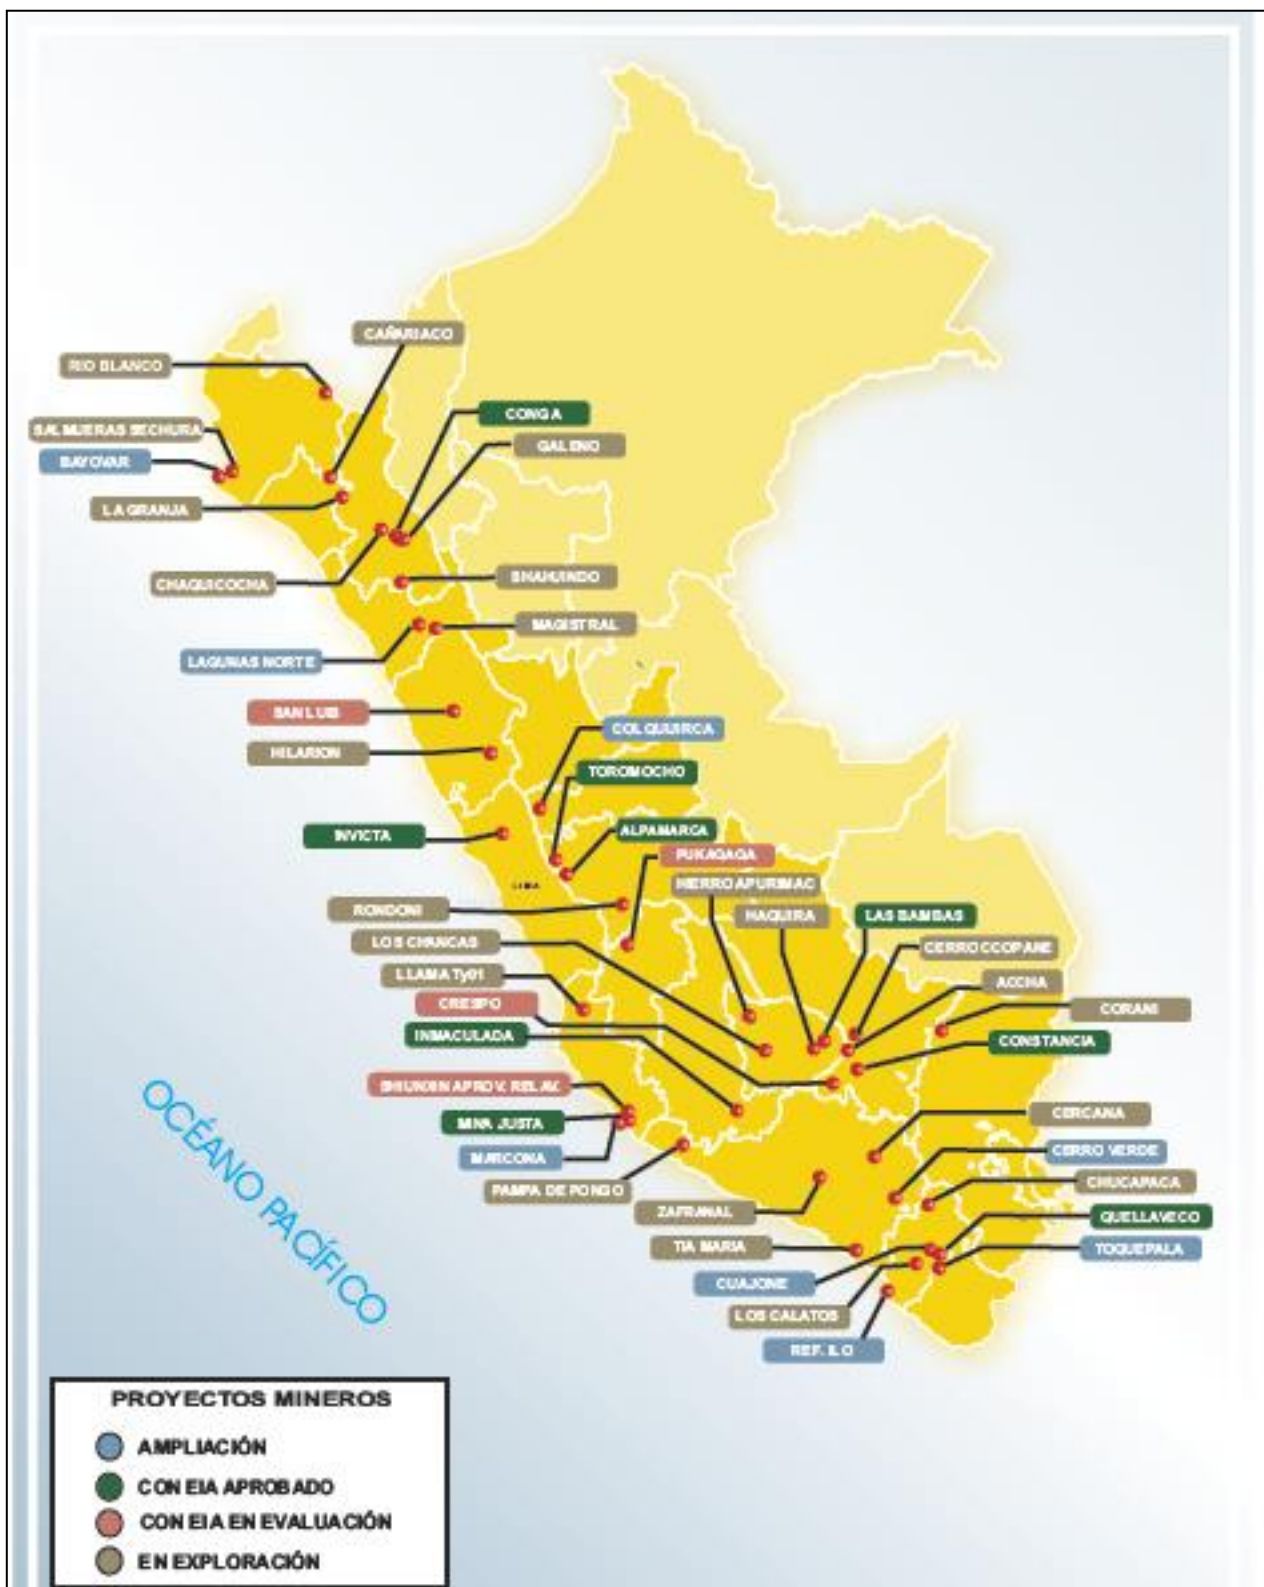 CAÑARIACO
RIO BLANCO
CONGA
SALMUERAS SECHURA
GALENO
BAYOVAR
LA GRANJA
CHAQUICOCHA
SHAHUINDO
MAGISTRAL
LAGUNAS NORTE
SAN LUIS
COLQUIJIRCA
HILARION
TOROMOCHO
INVICTA
ALPAMARCA
PUKAQAQA
HIERRO APURIMAC
LIMA
RONDONI
HAQUIRA
LAS BAMBAS
LOS CHANCAS
CERRO CCOPANE
LLAMA Ty01
ACCHA
CRESPO
CORANI
INMACULADA
CONSTANCIA
SHUNXIN APROV. RELAV.
MINA JUSTA
CERCANA
MARCONA
CERRO VERDE
PAMPA DE PONGO
CHUCAPACA
ZAFRANAL
QUELLAVECO
TIA MARIA
TOQUEPALA
CUAJONE
LOS CALATOS
REF. ILO
OCÉANO PACÍFICO
PROYECTOS MINEROS
AMPLIACIÓN
CON EIA APROBADO
CON EIA EN EVALUACIÓN
EN EXPLORACIÓN